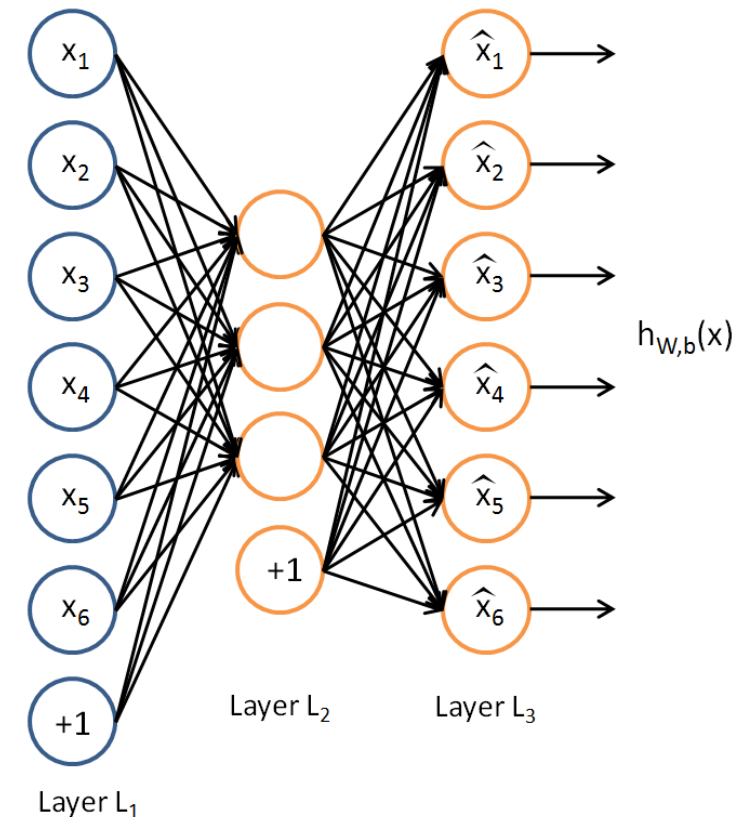 x₁
x₂
x₃
x₄
x₅
x₆
+1
Layer L₁
+1
Layer L₂
x̂₁
x̂₂
x̂₃
x̂₄
x̂₅
x̂₆
Layer L₃
h_W,b(x)